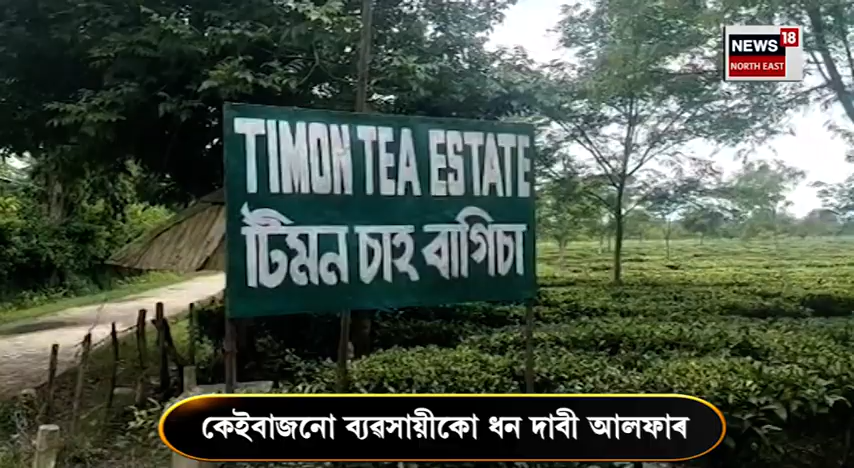 NEWS 18
NORTH EAST
TIMON TEA ESTATE
টিমন চাহ বাগিচা
কেইবাজনো ব্যৱসায়ীকো ধন দাবী আলফাৰ